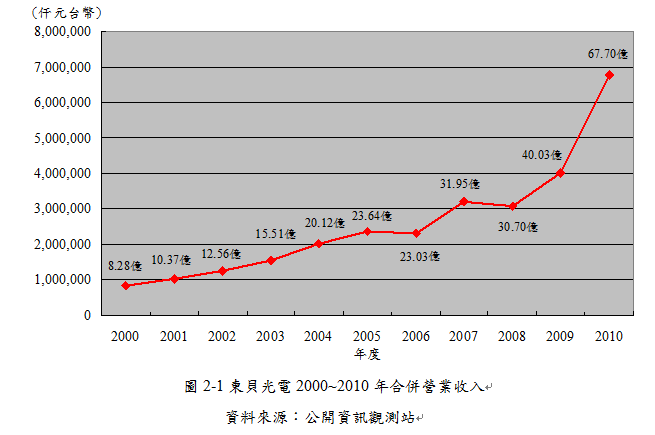 (仟元台幣)
8,000,000
7,000,000
6,000,000
5,000,000
4,000,000
3,000,000
2,000,000
1,000,000
0
8.28億
10.37億
12.56億
15.51億
20.12億
23.64億
23.03億
31.95億
30.70億
40.03億
67.70億
2000 2001 2002 2003 2004 2005 2006 2007 2008 2009 2010
年度
圖 2-1 東貝光電 2000~2010 年合併營業收入
資料來源：公開資訊觀測站